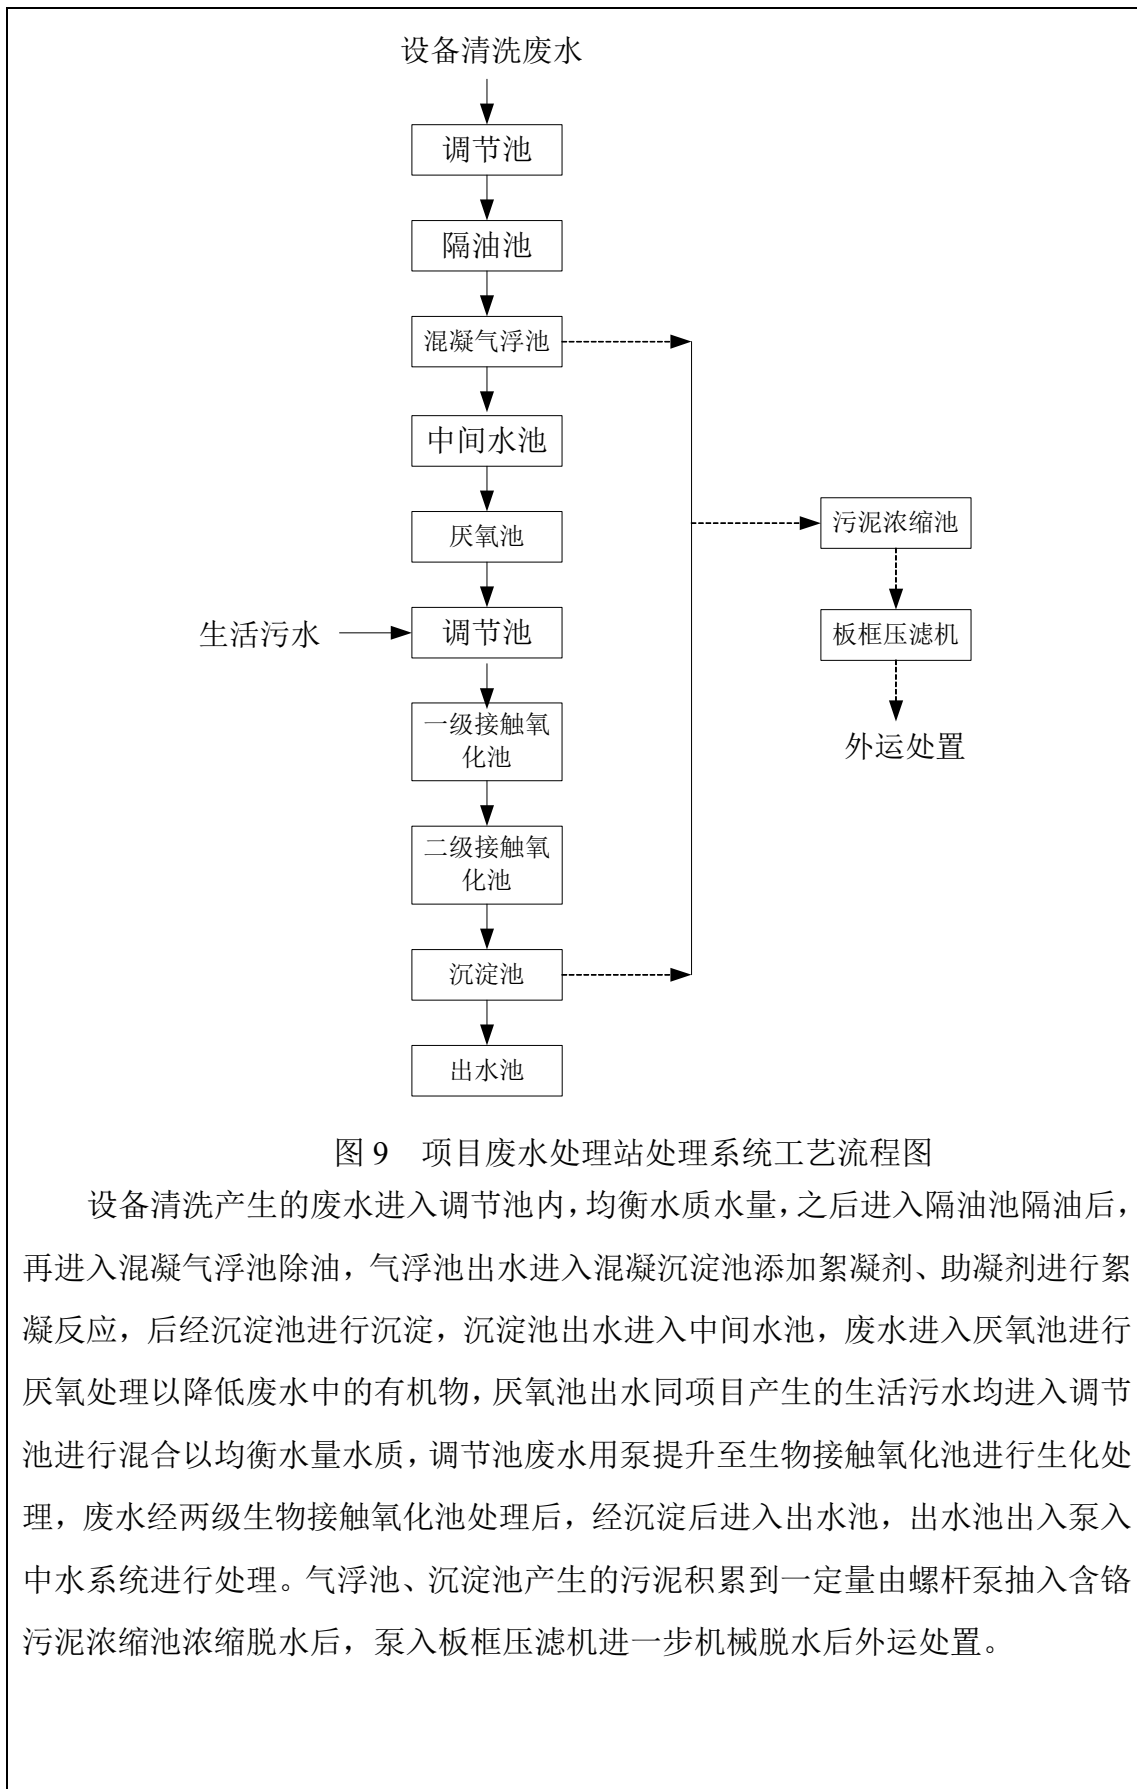 设备清洗废水
调节池
隔油池
混凝气浮池
中间水池
厌氧池
生活污水
调节池
一级接触氧
化池
二级接触氧
化池
沉淀池
出水池
污泥浓缩池
板框压滤机
外运处置
图 9 项目废水处理站处理系统工艺流程图
设备清洗产生的废水进入调节池内，均衡水质水量，之后进入隔油池隔油后，
再进入混凝气浮池除油，气浮池出水进入混凝沉淀池添加絮凝剂、助凝剂进行絮
凝反应，后经沉淀池进行沉淀，沉淀池出水进入中间水池，废水进入厌氧池进行
厌氧处理以降低废水中的有机物，厌氧池出水同项目产生的生活污水均进入调节
池进行混合以均衡水量水质，调节池废水用泵提升至生物接触氧化池进行生化处
理，废水经两级生物接触氧化池处理后，经沉淀后进入出水池，出水池出入泵入
中水系统进行处理。气浮池、沉淀池产生的污泥积累到一定量由螺杆泵抽入含铬
污泥浓缩池浓缩脱水后，泵入板框压滤机进一步机械脱水后外运处置。